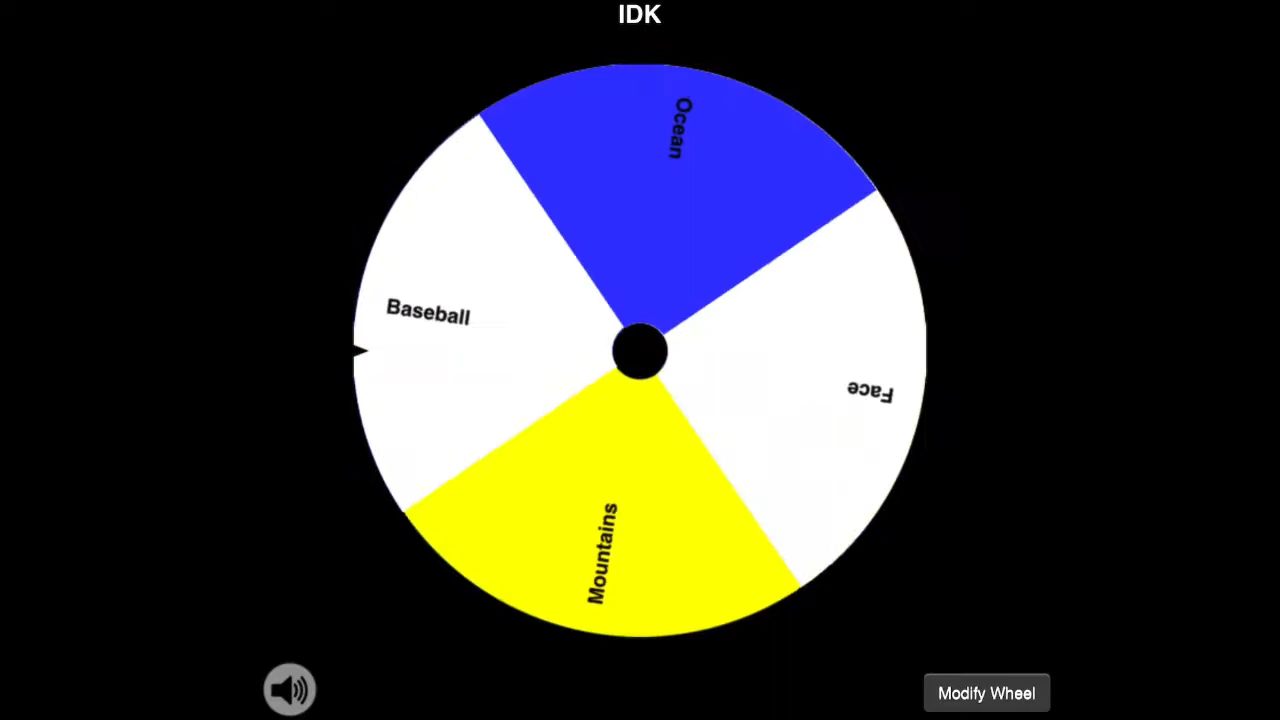 IDK
Ocean
Baseball
Face
Mountains
Modify Wheel